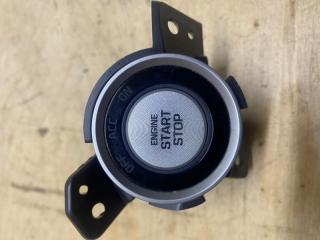 OFF ACC ON
ENGINE
START
STOP